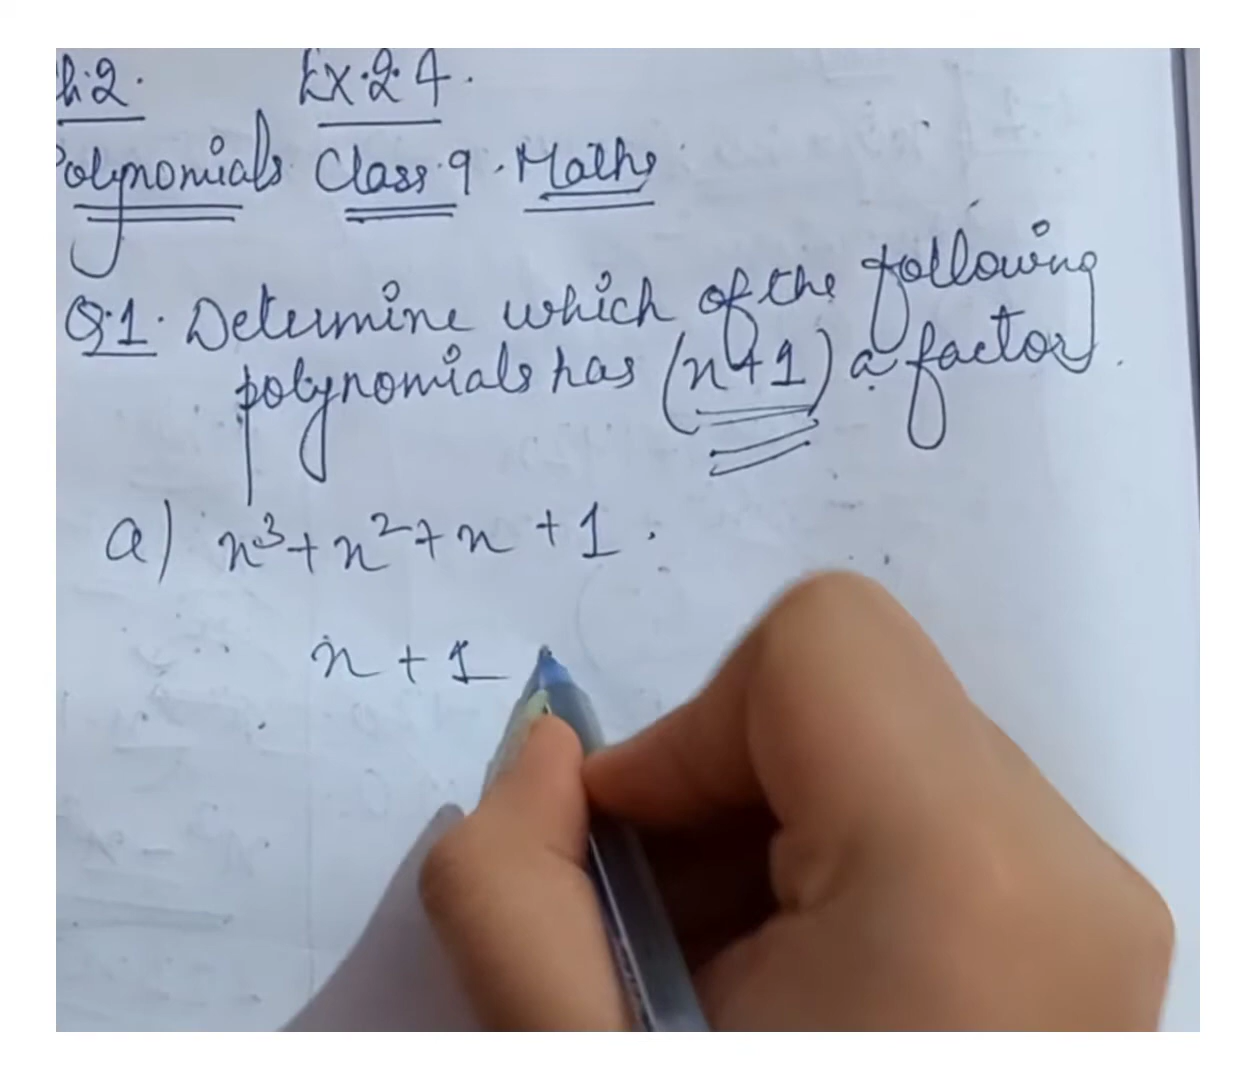 h.2. Ex.2.4.
Polynomials Class 9. Maths
Q.1. Determine which of the following
polynomials has (x+1) a factor.
a) x³+x²+x+1.
x+1